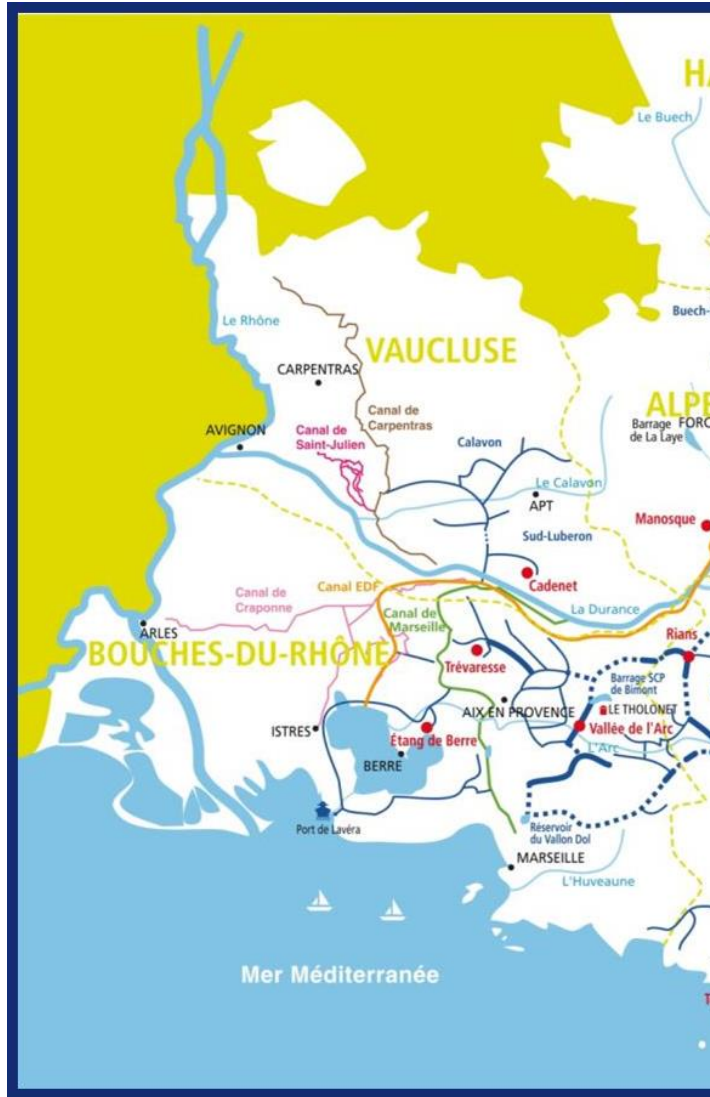 HA
Le Buech
Buech-
Le Rhône
VAUCLUSE
CARPENTRAS
ALPE
Canal de
Carpentras
Barrage FORC
de La Laye
AVIGNON
Canal de
Saint-Julien
Calavon
Le Calavon
APT
Manosque
Sud-Luberon
Cadenet
Canal de
Craponne
Canal EDF
Canal de
Marseille
La Durance
ARLES
Rians
BOUCHES-DU-RHÔNE
Trévaresse
Barrage SCP
de Bimont
AIX EN PROVENCE
LE THOLONET
ISTRES
Étang de Berre
Vallée de l'Arc
L'Arc
BERRE
Port de Lavéra
Réservoir
du Vallon Dol
MARSEILLE
L'Huveaune
Mer Méditerranée
T